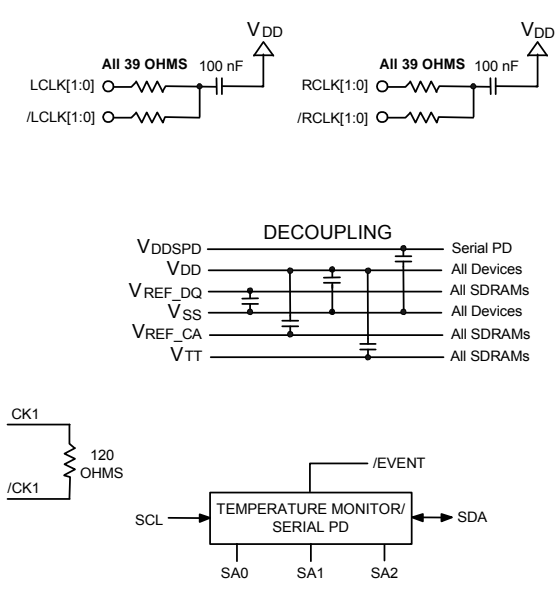 VDD
All 39 OHMS 100 nF
LCLK[1:0]
/LCLK[1:0]
VDD
All 39 OHMS 100 nF
RCLK[1:0]
/RCLK[1:0]
DECOUPLING
VDDSPD Serial PD
VDD All Devices
VREF_DQ All SDRAMs
VSS All Devices
VREF_CA All SDRAMs
VTT All SDRAMs
CK1
120
OHMS
/CK1
/EVENT
SCL
TEMPERATURE MONITOR/
SERIAL PD
SDA
SA0 SA1 SA2